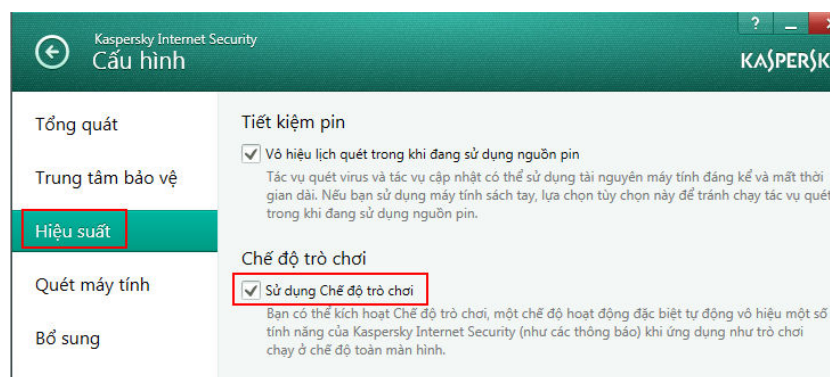 Kaspersky Internet Security
Cấu hình
?
KASPERSK
Tổng quát
Trung tâm bảo vệ
Hiệu suất
Quét máy tính
Bổ sung
Tiết kiệm pin
Vô hiệu lịch quét trong khi đang sử dụng nguồn pin
Tác vụ quét virus và tác vụ cập nhật có thể sử dụng tài nguyên máy tính đáng kể và mất thời
gian dài. Nếu bạn sử dụng máy tính sách tay, lựa chọn tùy chọn này để tránh chạy tác vụ quét
trong khi đang sử dụng nguồn pin.
Chế độ trò chơi
Sử dụng Chế độ trò chơi
Bạn có thể kích hoạt Chế độ trò chơi, một chế độ hoạt động đặc biệt tự động vô hiệu một số
tính năng của Kaspersky Internet Security (như các thông báo) khi ứng dụng như trò chơi
chạy ở chế độ toàn màn hình.